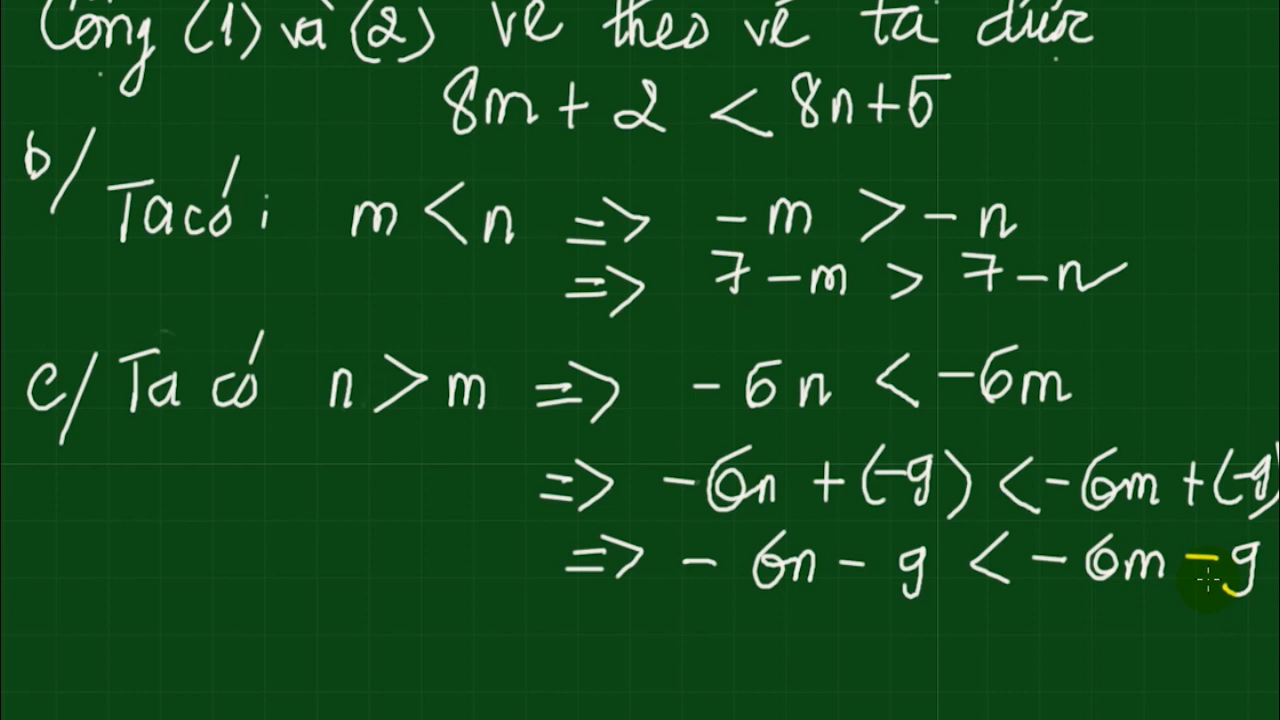 Cộng (1) và (2) vế theo vế ta được
8m + 2 < 8n + 5
b/ Ta có: m < n => - m > - n
=> 7 - m > 7 - n
c/ Ta có n > m => - 6n < - 6m
=> - 6n + (-9) < - 6m + (-9)
=> - 6n - 9 < - 6m - 9